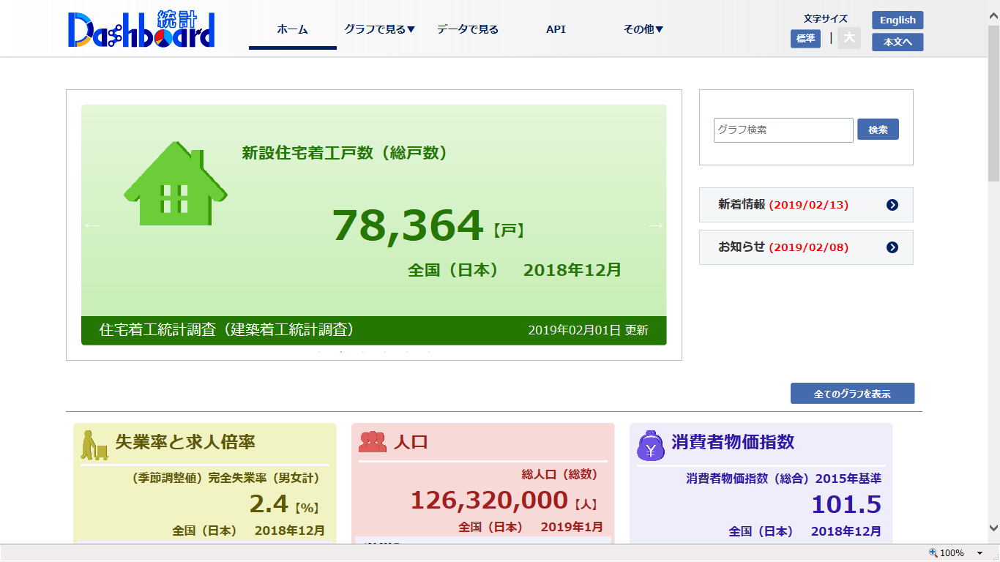 統計
Dashboard
ホーム
グラフで見る▼
データで見る
API
その他▼
文字サイズ
標準
|
大
English
本文へ
新設住宅着工戸数（総戸数）
78,364【戸】
全国（日本）　2018年12月
←
→
住宅着工統計調査（建築着工統計調査）
2019年02月01日 更新
グラフ検索
検索
新着情報 (2019/02/13)
お知らせ (2019/02/08)
全てのグラフを表示
失業率と求人倍率
（季節調整値）完全失業率（男女計）
2.4【%】
全国（日本）　2018年12月
人口
総人口（総数）
126,320,000【人】
全国（日本）　2019年1月
¥
消費者物価指数
消費者物価指数（総合）2015年基準
101.5
全国（日本）　2018年12月
100%